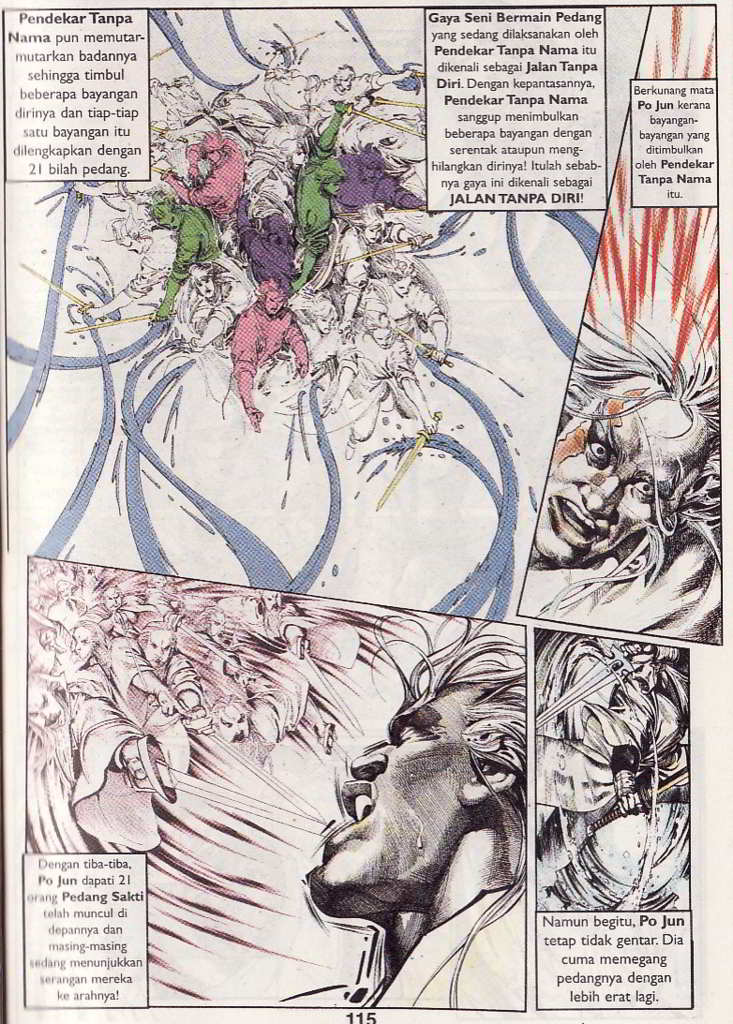 Pendekar Tanpa
Nama pun memutar-
mutarkan badannya
sehingga timbul
beberapa bayangan
dirinya dan tiap-tiap
satu bayangan itu
dilengkapkan dengan
21 bilah pedang.
Gaya Seni Bermain Pedang
yang sedang dilaksanakan oleh
Pendekar Tanpa Nama itu
dikenali sebagai Jalan Tanpa
Diri. Dengan kepantasannya,
Pendekar Tanpa Nama
sanggup menimbulkan
beberapa bayangan dengan
serentak ataupun meng-
hilangkan dirinya! Itulah sebab-
nya gaya ini dikenali sebagai
JALAN TANPA DIRI!
Berkunang mata
Po Jun kerana
bayangan-
bayangan yang
ditimbulkan
oleh Pendekar
Tanpa Nama
itu.
Dengan tiba-tiba,
Po Jun dapati 21
orang Pedang Sakti
telah muncul di
depannya dan
masing-masing
sedang menunjukkan
serangan mereka
ke arahnya!
Namun begitu, Po Jun
tetap tidak gentar. Dia
cuma memegang
pedangnya dengan
lebih erat lagi.
115